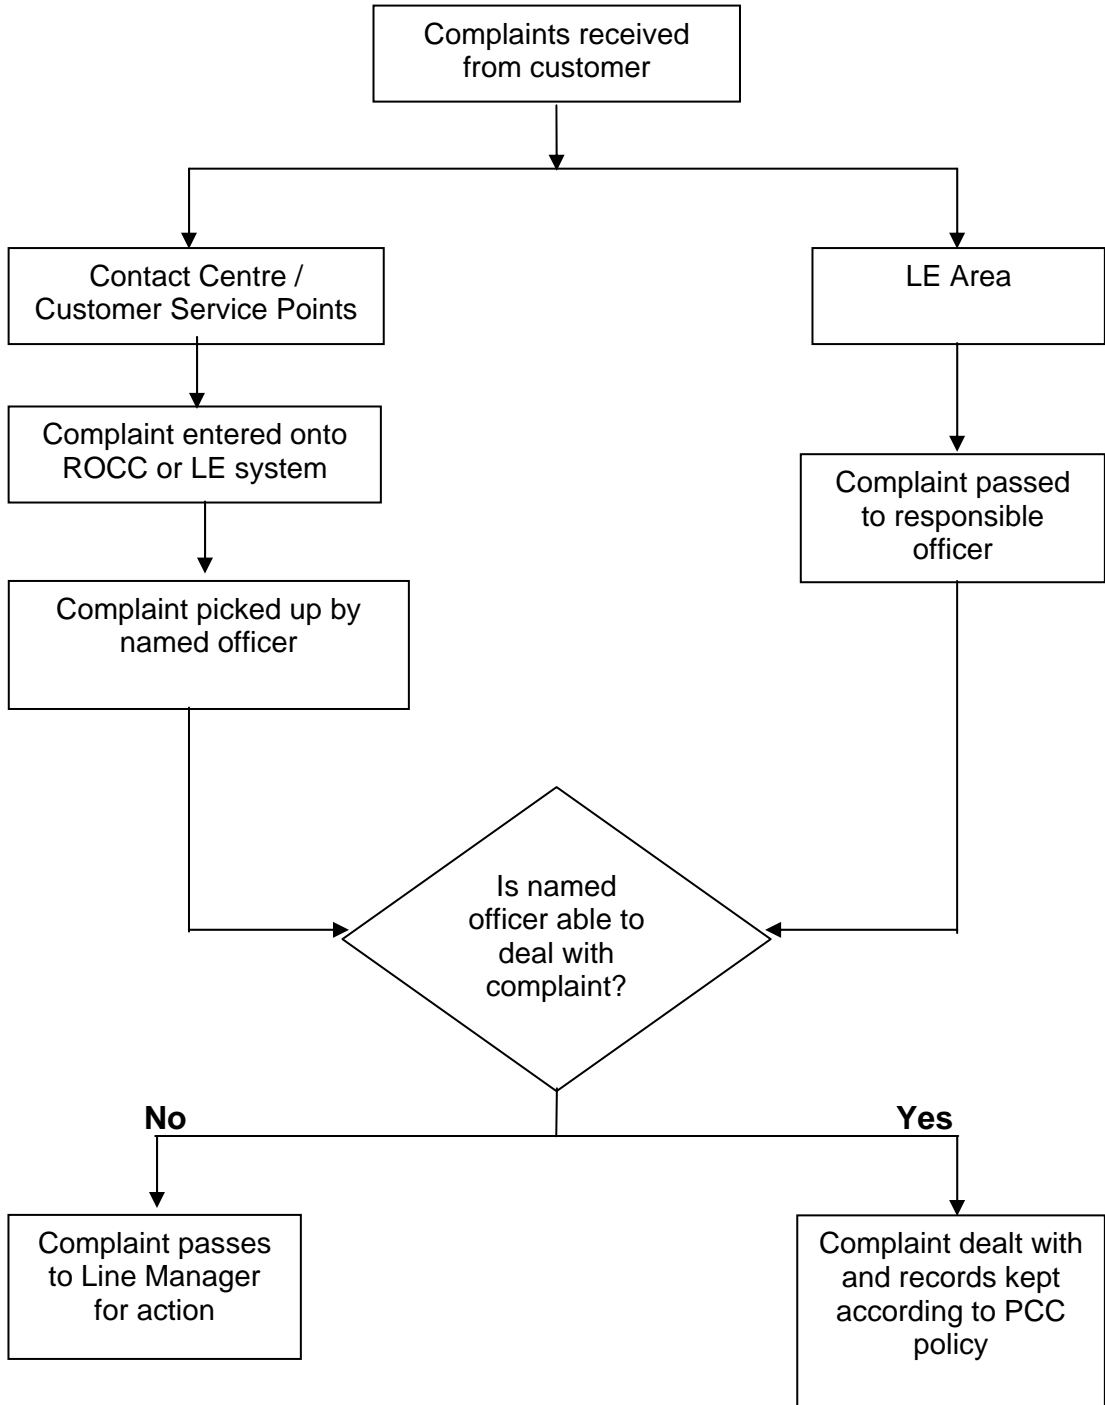 Complaints received
from customer
Contact Centre /
Customer Service Points
LE Area
Complaint entered onto
ROCC or LE system
Complaint passed
to responsible
officer
Complaint picked up by
named officer
Is named
officer able to
deal with
complaint?
No
Yes
Complaint passes
to Line Manager
for action
Complaint dealt with
and records kept
according to PCC
policy